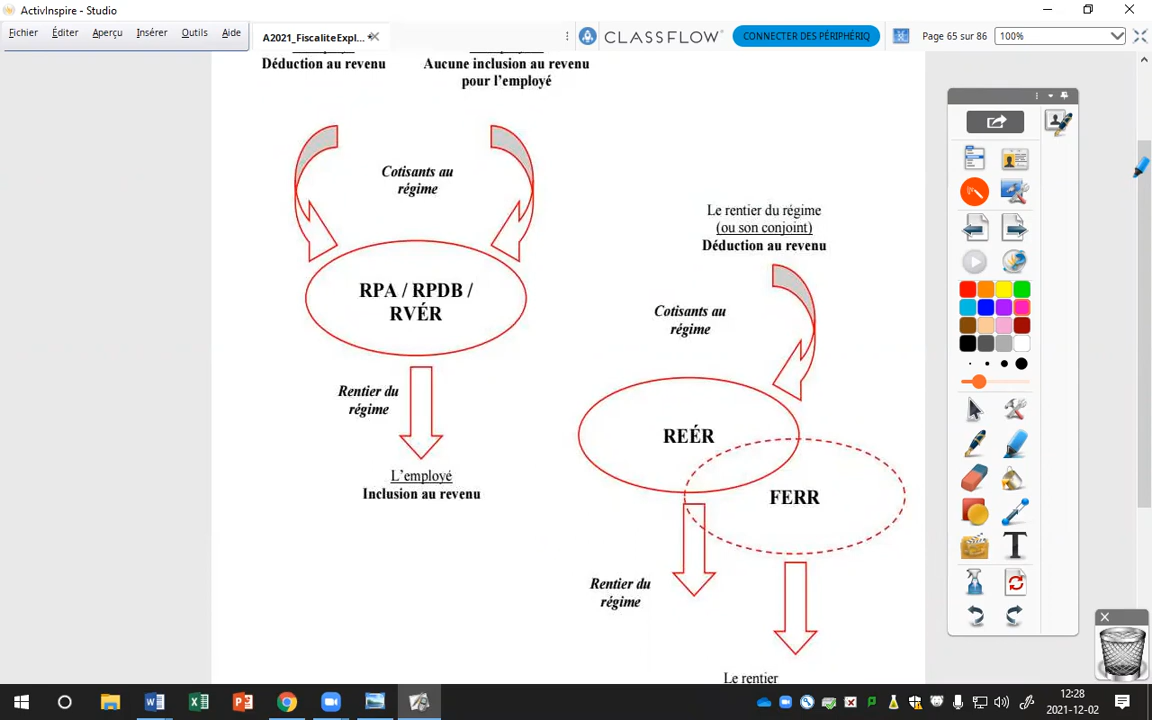 ActivInspire - Studio
Fichier Éditer Aperçu Insérer Outils Aide
A2021_FiscaliteExpl...
CLASSFLOW
CONNECTER DES PÉRIPHÉRIQ
Page 65 sur 86
100%
Déduction au revenu
Aucune inclusion au revenu
pour l'employé
Cotisants au
régime
RPA / RPDB /
RVÉR
Rentier du
régime
L'employé
Inclusion au revenu
Le rentier du régime
(ou son conjoint)
Déduction au revenu
Cotisants au
régime
REÉR
FERR
Rentier du
régime
Le rentier
12:28
2021-12-02